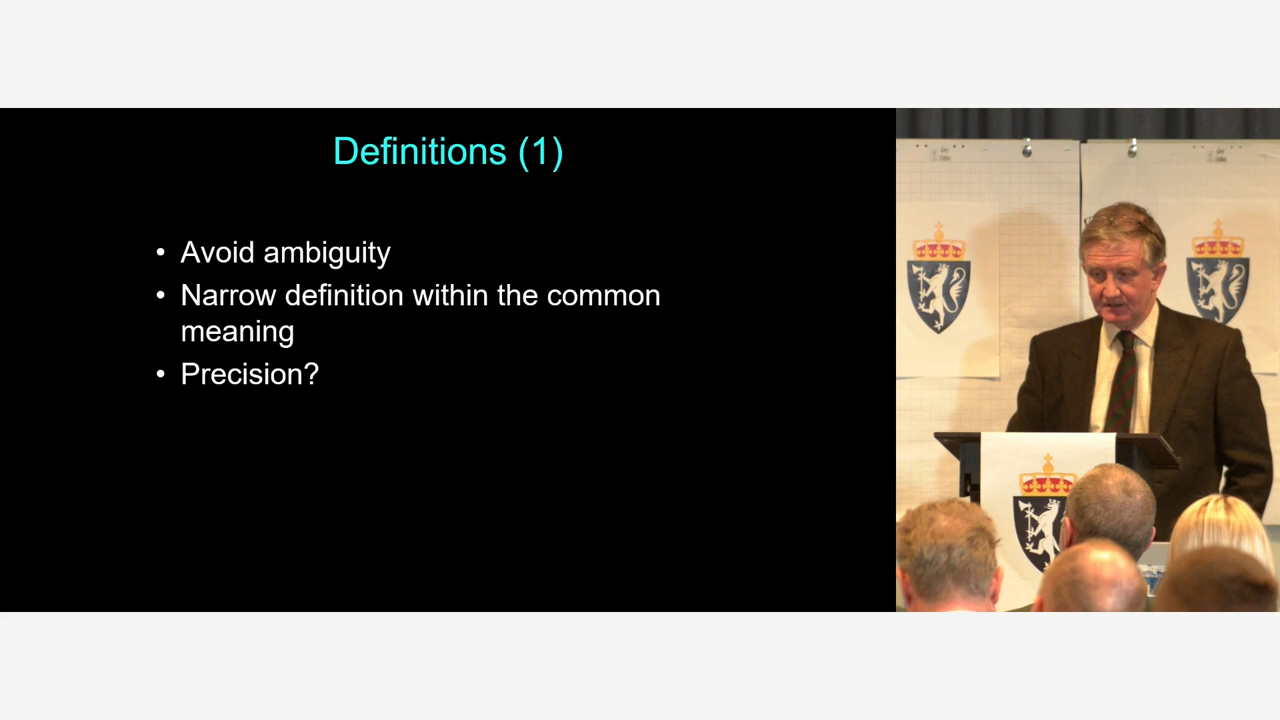 Definitions (1)
• Avoid ambiguity
• Narrow definition within the common
meaning
• Precision?